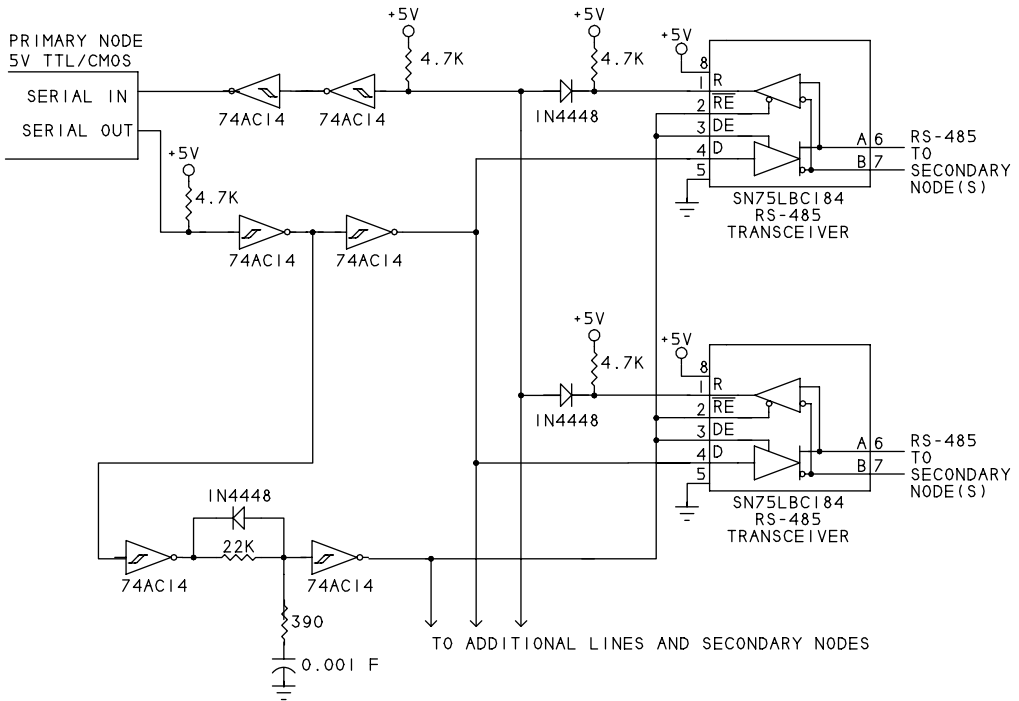 PRIMARY NODE
5V TTL/CMOS
SERIAL IN
SERIAL OUT
74AC14
74AC14
+5V
4.7K
+5V
4.7K
1N4448
+5V
8
1
R
2
RE
3
DE
4
D
5
A
6
B
7
RS-485
TO
SECONDARY
NODE(S)
SN75LBC184
RS-485
TRANSCEIVER
+5V
4.7K
74AC14
74AC14
+5V
4.7K
1N4448
+5V
8
1
R
2
RE
3
DE
4
D
5
A
6
B
7
RS-485
TO
SECONDARY
NODE(S)
SN75LBC184
RS-485
TRANSCEIVER
1N4448
22K
74AC14
74AC14
390
0.001 F
TO ADDITIONAL LINES AND SECONDARY NODES